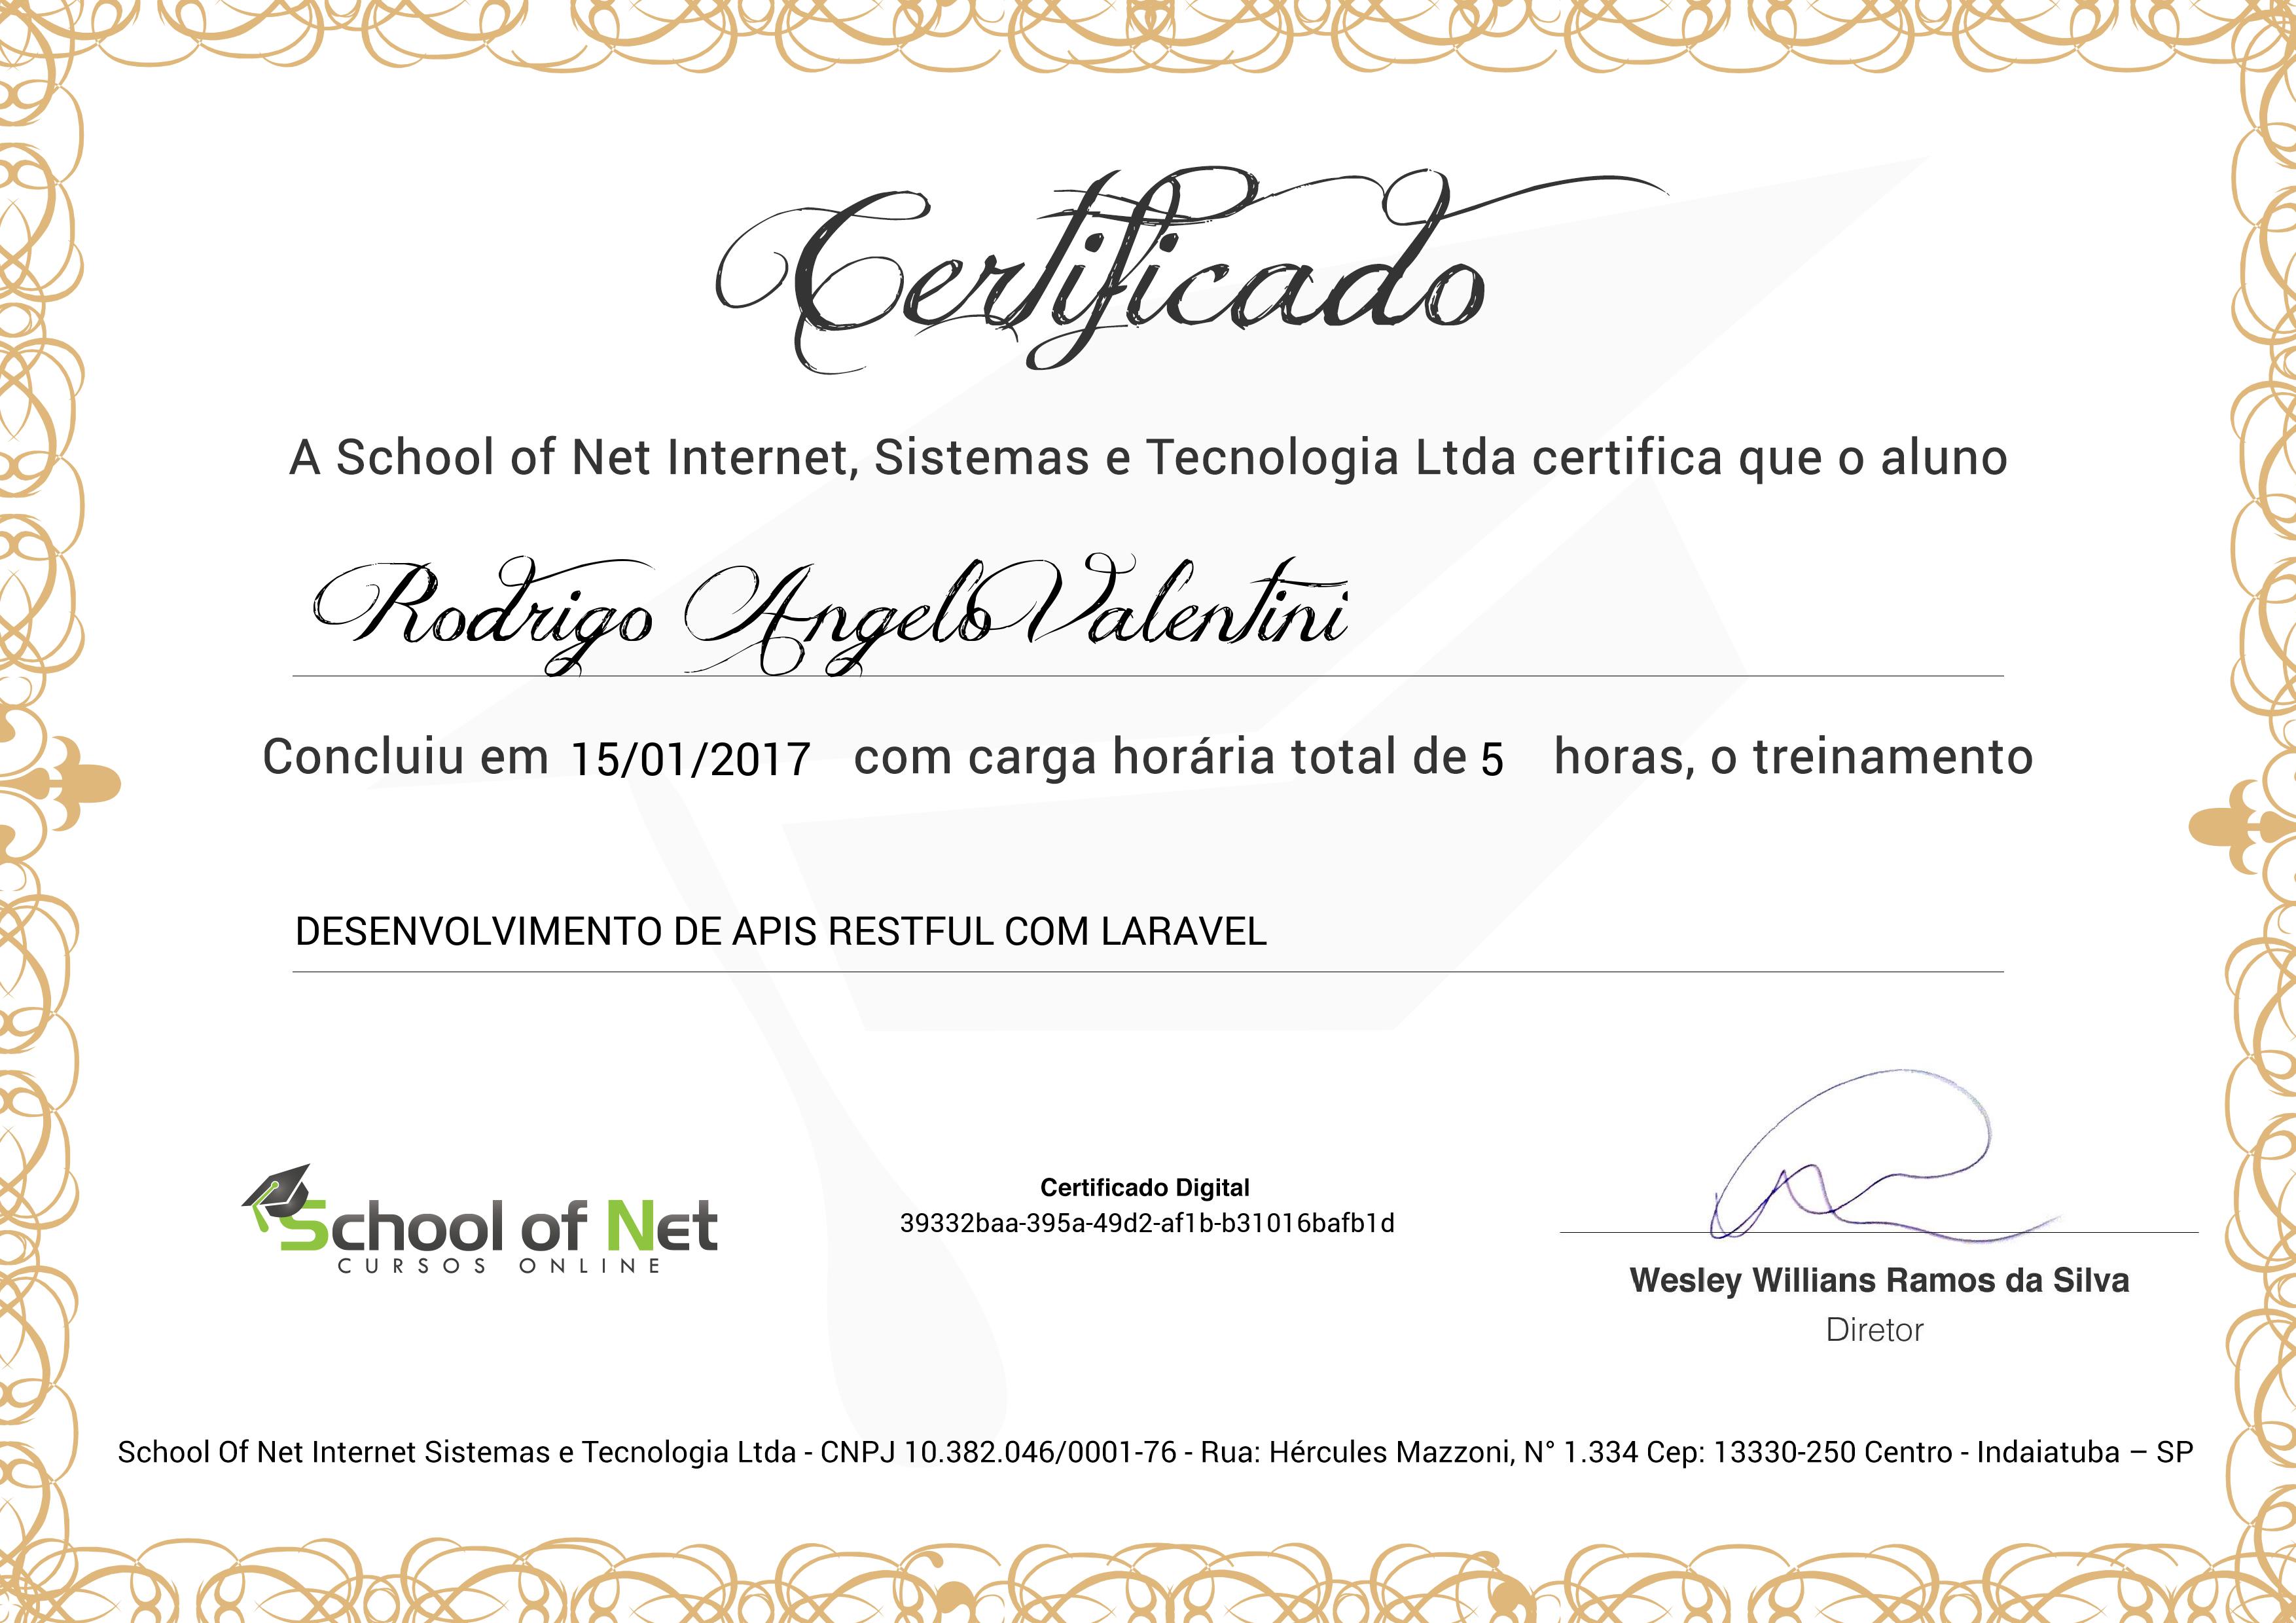 Certificado
A School of Net Internet, Sistemas e Tecnologia Ltda certifica que o aluno
Rodrigo Angelo Valentini
Concluiu em 15/01/2017 com carga horária total de 5 horas, o treinamento
DESENVOLVIMENTO DE APIS RESTFUL COM LARAVEL
School of Net
CURSOS ONLINE
Certificado Digital
39332baa-395a-49d2-af1b-b31016bafb1d
Wesley Willians Ramos da Silva
Diretor
School Of Net Internet Sistemas e Tecnologia Ltda - CNPJ 10.382.046/0001-76 - Rua: Hércules Mazzoni, N° 1.334 Cep: 13330-250 Centro - Indaiatuba – SP